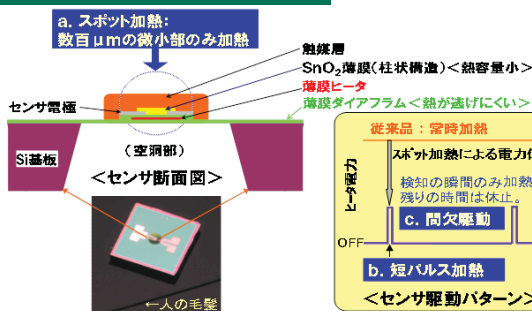 a. スポット加熱:
数百μmの微小部のみ加熱
触媒層
SnO₂薄膜(柱状構造)<熱容量小>
薄膜ヒータ
薄膜ダイアフラム<熱が逃げにくい>
センサ電極
Si基板
(空洞部)
<センサ断面図>
←人の毛髪
従来品:常時加熱
スポット加熱による電力
検知の瞬間のみ加熱
残りの時間は休止。
ヒータ電力
c. 間欠駆動
OFF
b. 短パルス加熱
<センサ駆動パターン>